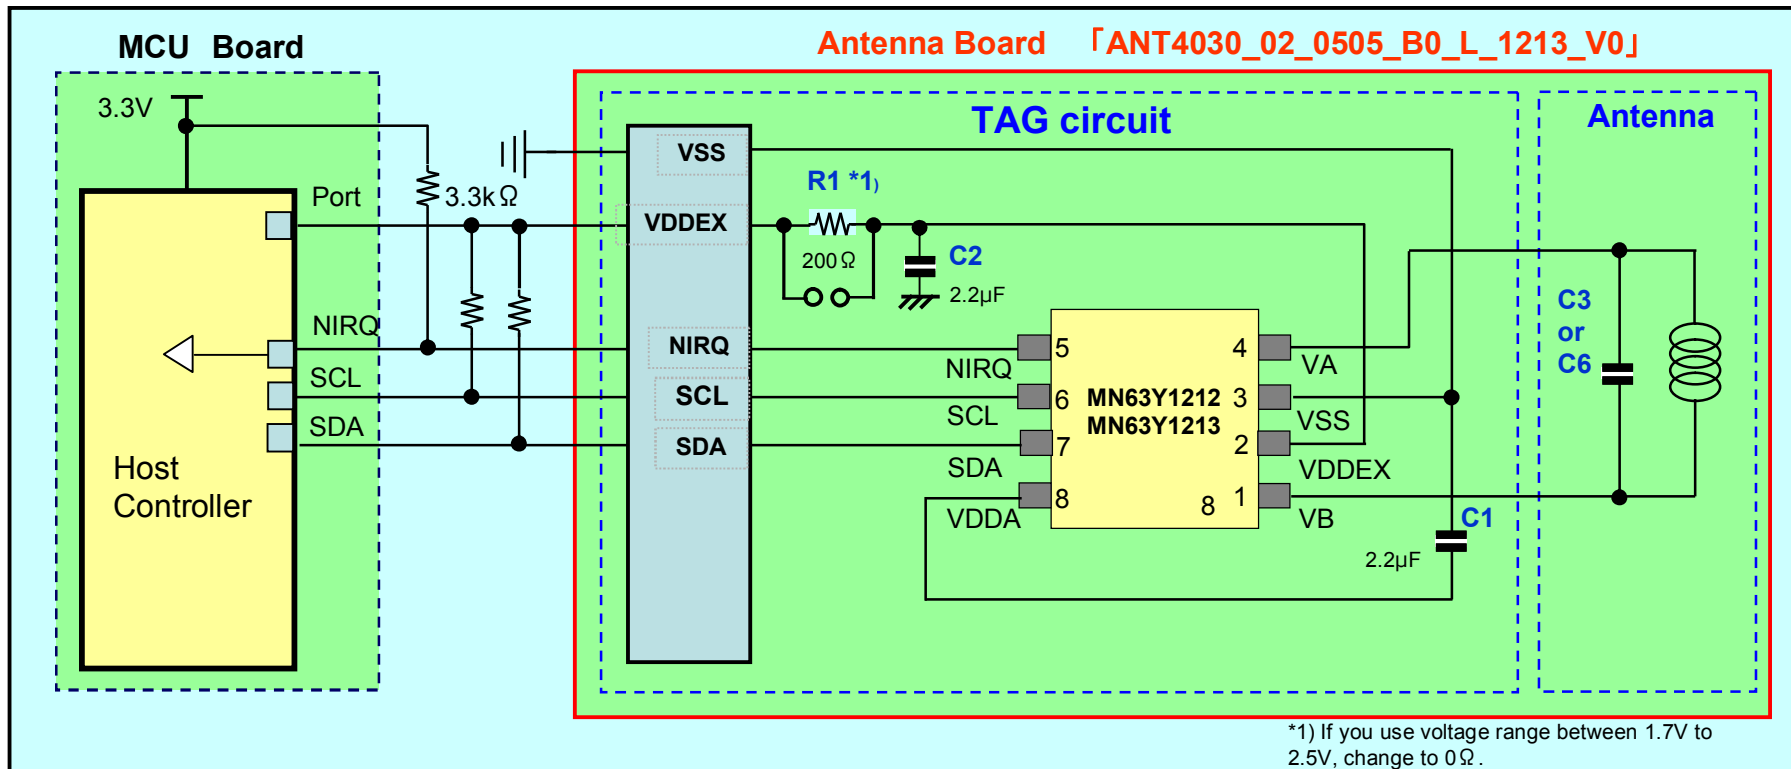 MCU Board
Antenna Board 「ANT4030_02_0505_B0_L_1213_V0」
3.3V
TAG circuit
Antenna
VSS
R1 *1)
Port
3.3kΩ
VDDEX
200Ω
C2
2.2µF
C3
or
C6
NIRQ
NIRQ
NIRQ
5
4
VA
SCL
SCL
SCL
6
MN63Y1212
MN63Y1213
3
VSS
SDA
SDA
SDA
7
2
VDDEX
Host
Controller
VDDA
8
8
1
VB
C1
2.2µF
*1) If you use voltage range between 1.7V to
2.5V, change to 0Ω.